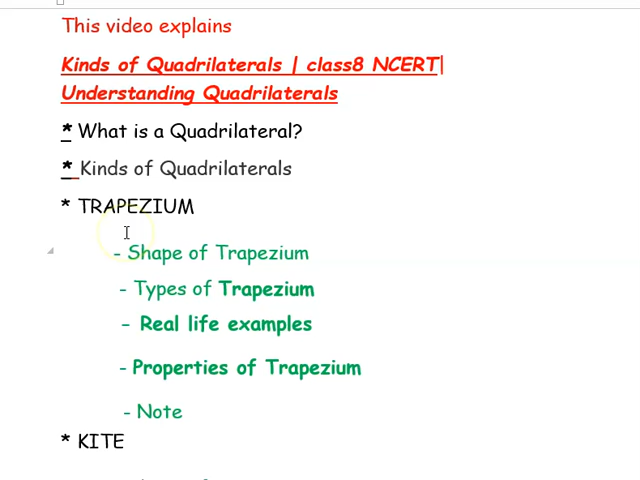 This video explains
Kinds of Quadrilaterals | class8 NCERT|
Understanding Quadrilaterals
* What is a Quadrilateral?
* Kinds of Quadrilaterals
* TRAPEZIUM
- Shape of Trapezium
- Types of Trapezium
- Real life examples
- Properties of Trapezium
- Note
* KITE